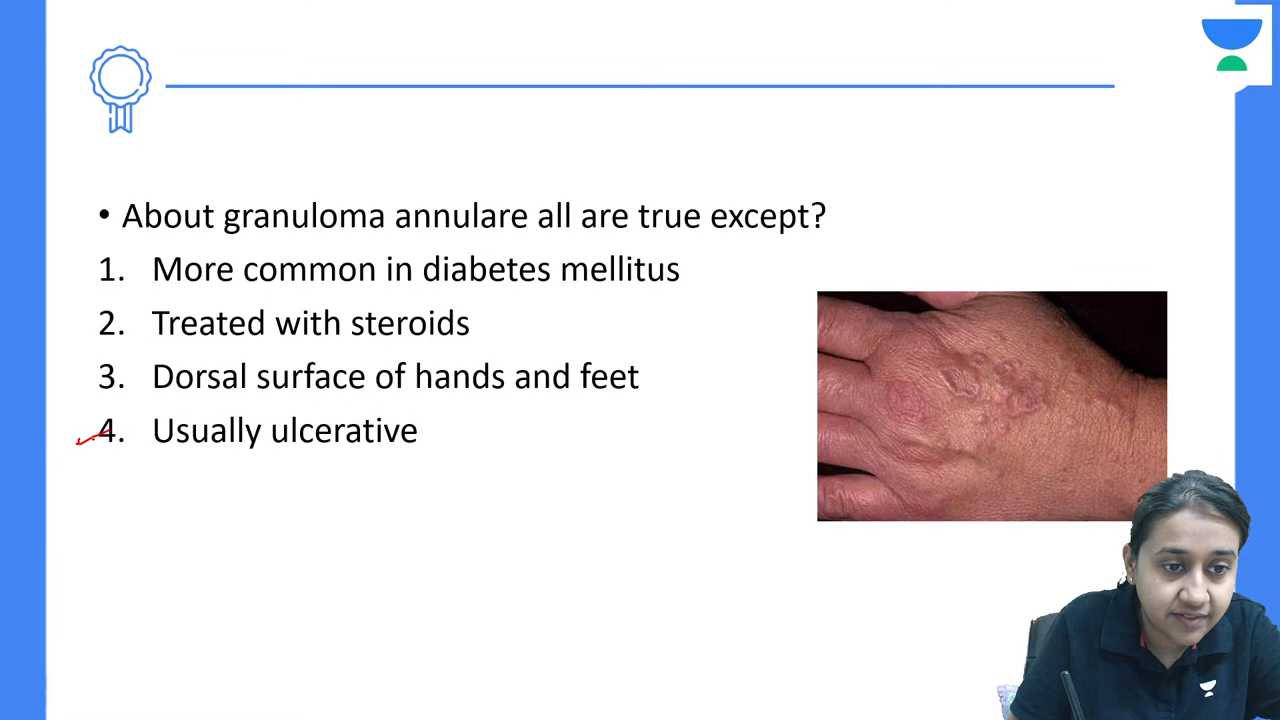 • About granuloma annulare all are true except?
1. More common in diabetes mellitus
2. Treated with steroids
3. Dorsal surface of hands and feet
4. Usually ulcerative